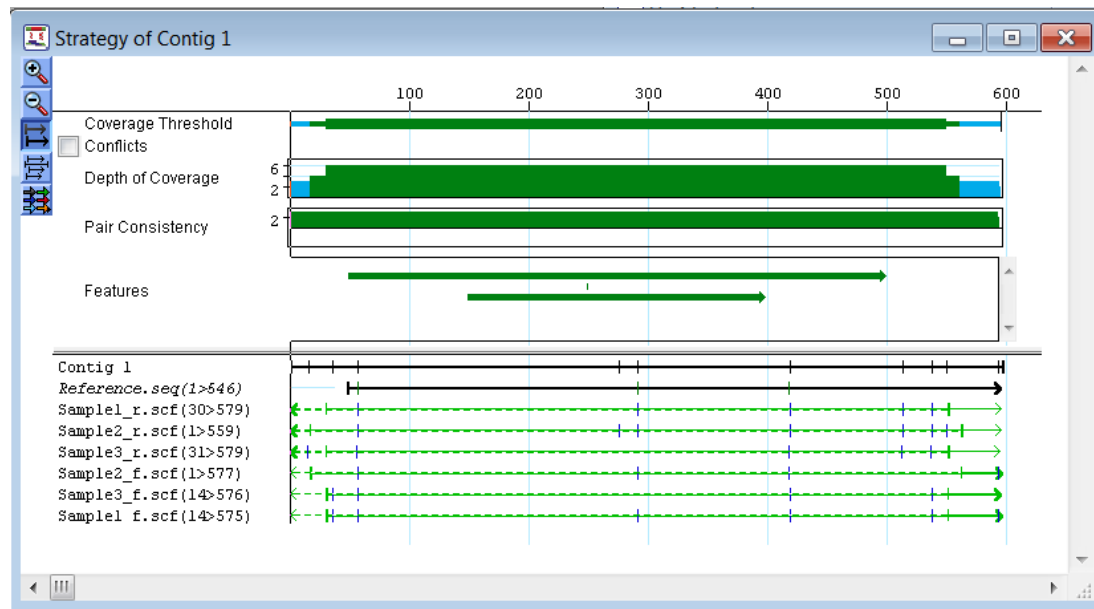 Strategy of Contig 1
100 200 300 400 500 600
Coverage Threshold
Conflicts
Depth of Coverage
6
2
Pair Consistency
2
Features
Contig 1
Reference.seq(1>546)
Sample1_r.scf(30>579)
Sample2_r.scf(1>559)
Sample3_r.scf(31>579)
Sample2_f.scf(1>577)
Sample3_f.scf(14>576)
Sample1 f.scf(14>575)